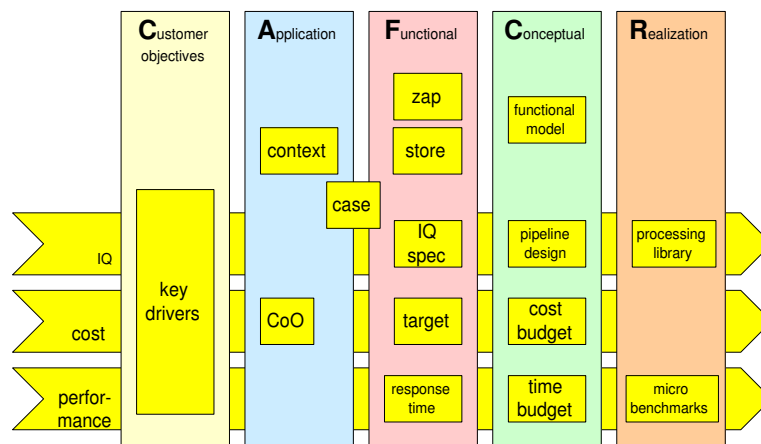 Customer
objectives
Application
Functional
Conceptual
Realization
zap
functional
model
context
store
case
IQ
IQ
spec
pipeline
design
processing
library
key
drivers
cost
CoO
target
cost
budget
perfor-
mance
response
time
time
budget
micro
benchmarks